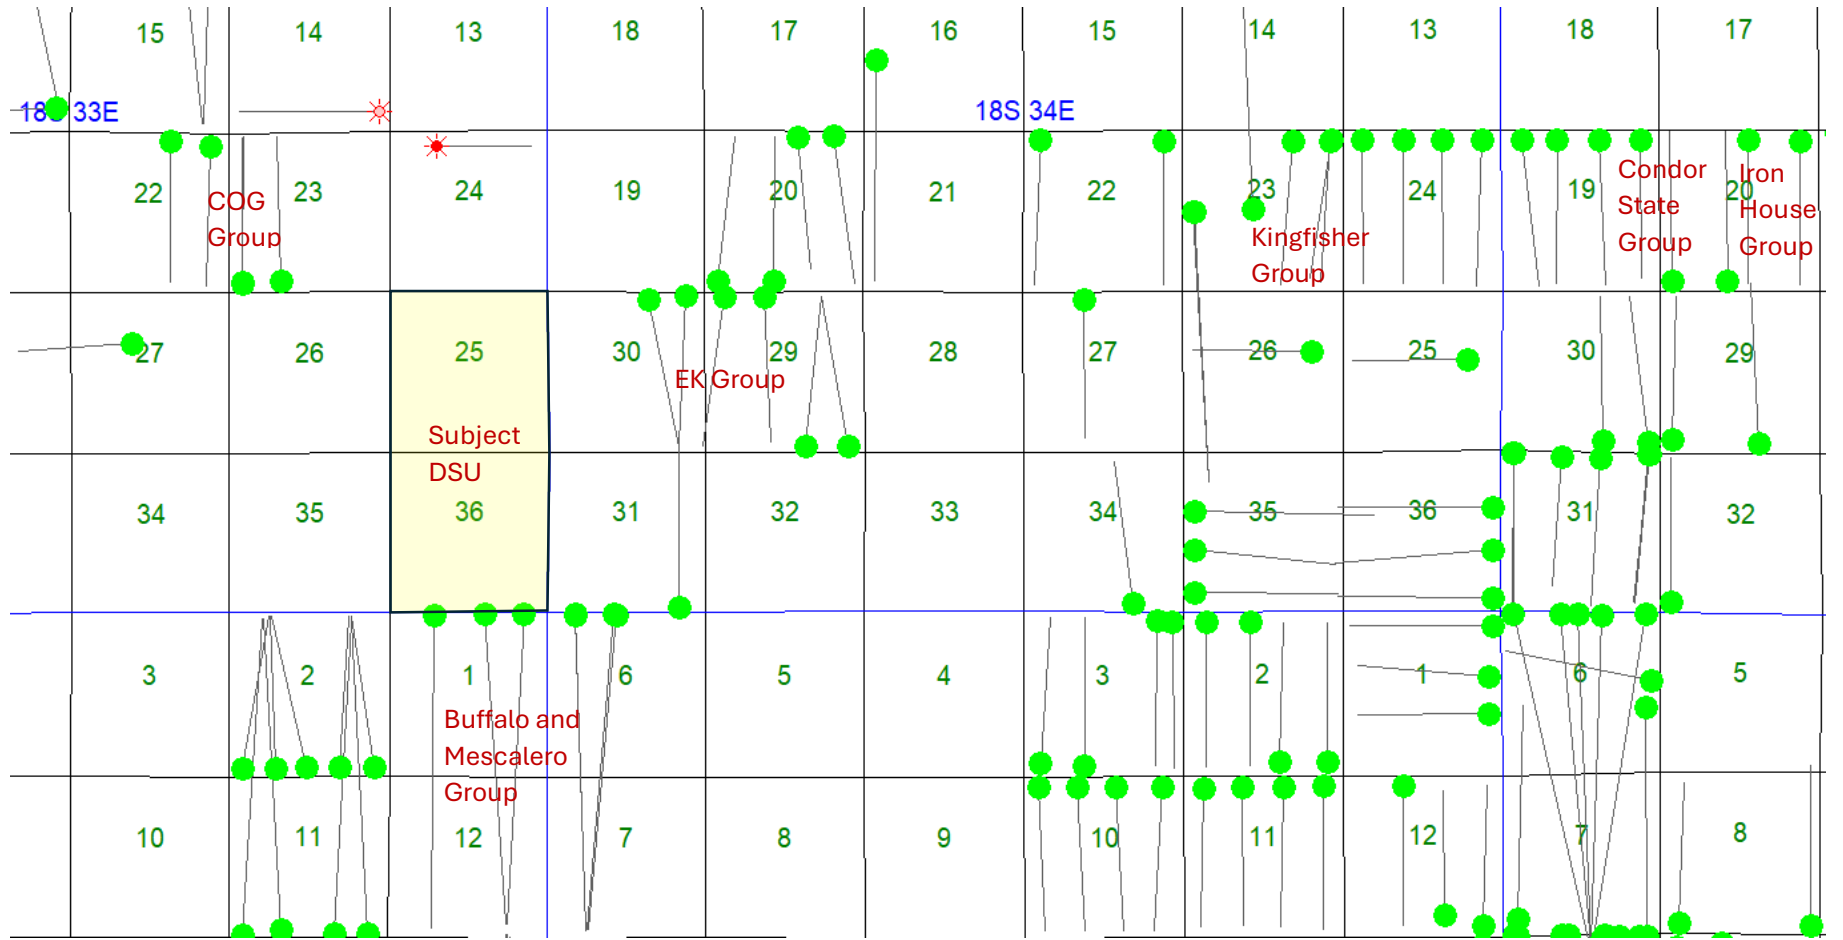 15 14 13 18 17 16 15 14 13 18 17
18S 33E 18S 34E
22 23 24 19 20 21 22 23 24 19 20
COG
Group
Kingfisher
Group
Condor
State
Group
Iron
House
Group
27 26 25 30 29 28 27 26 25 30 29
EK Group
Subject
DSU
34 35 36 31 32 33 34 35 36 31 32
3 2 1 6 5 4 3 2 1 6 5
Buffalo and
Mescalero
Group
10 11 12 7 8 9 10 11 12 7 8